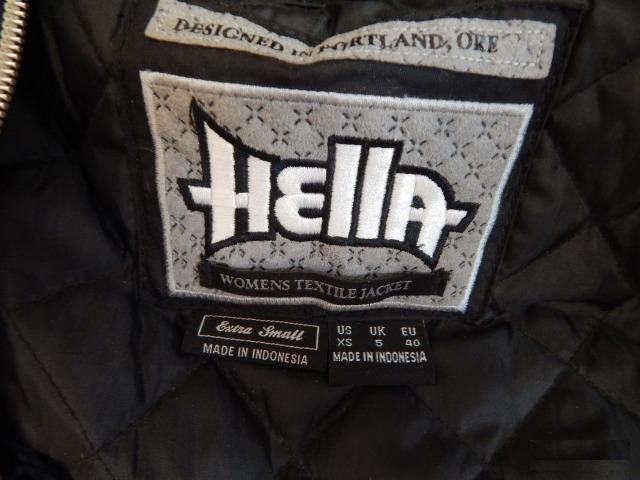 DESIGNED IN PORTLAND, ORE
HELLA
WOMENS TEXTILE JACKET
Extra Small
MADE IN INDONESIA
US UK EU
XS 5 40
MADE IN INDONESIA